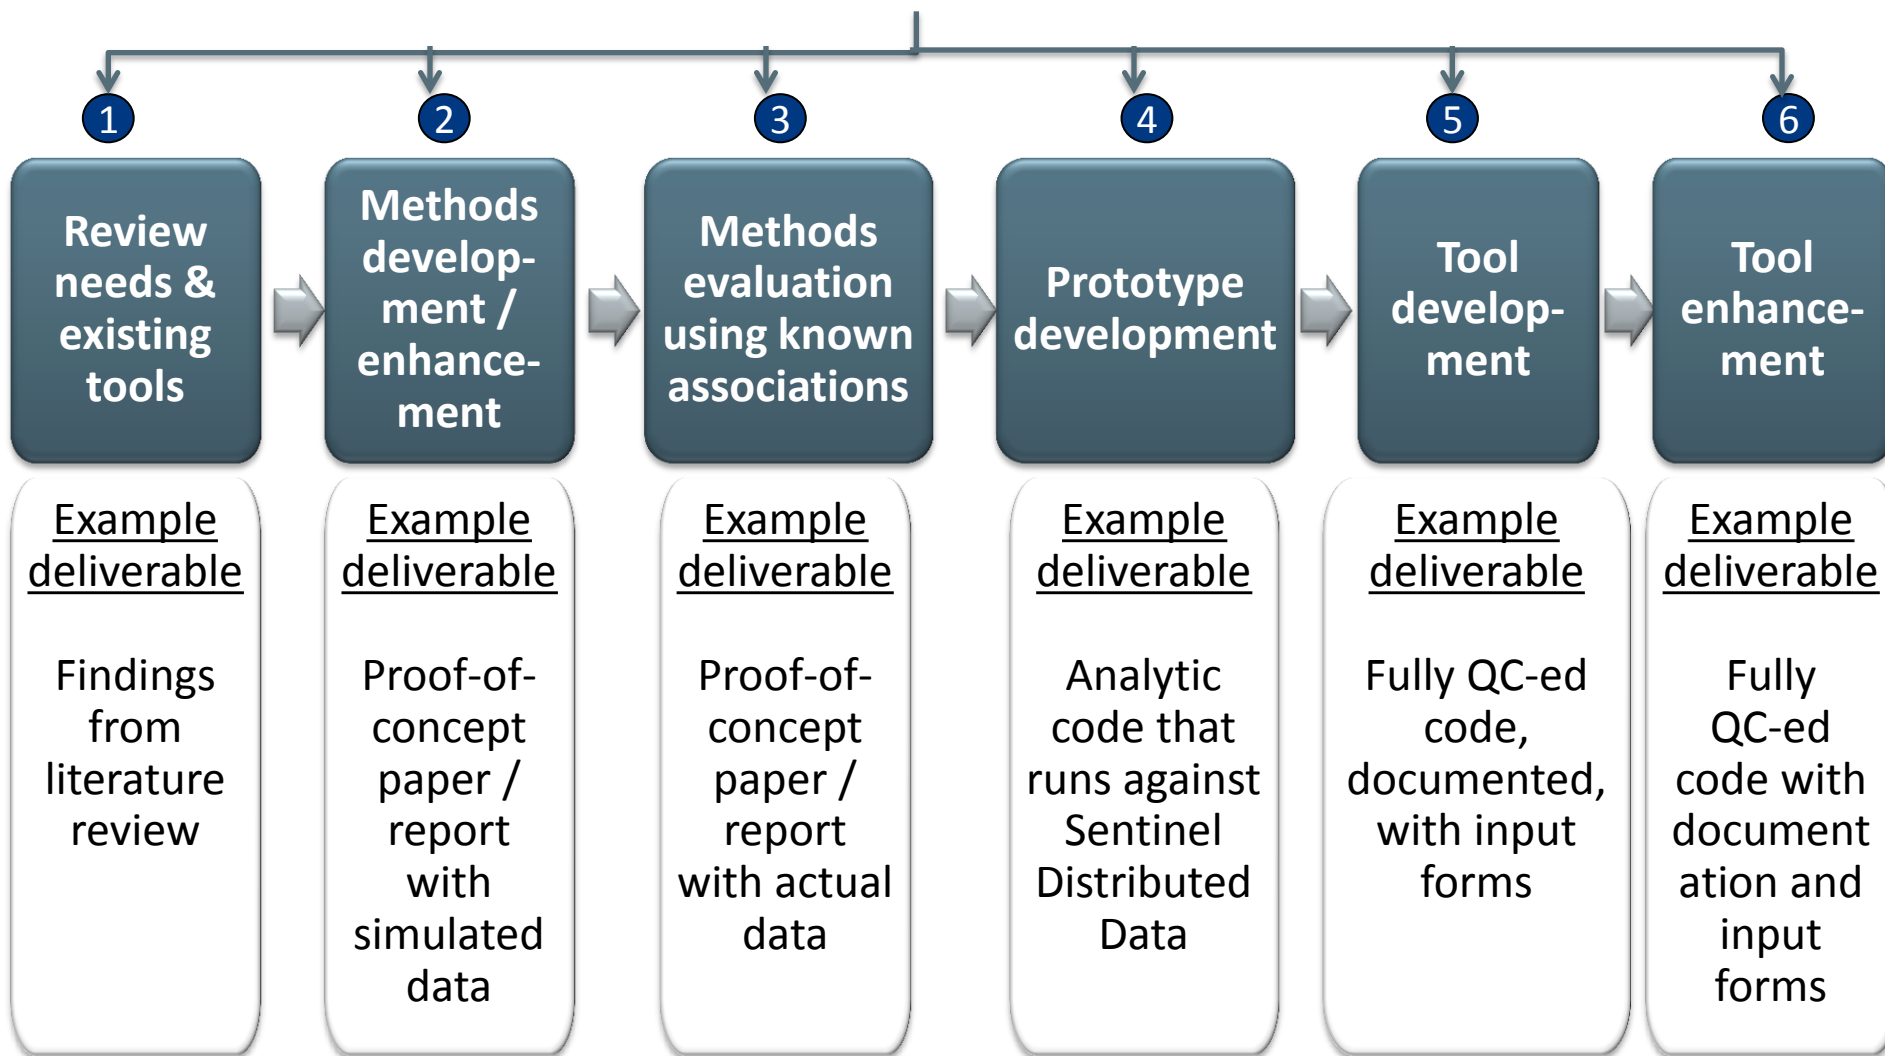 1
2
3
4
5
6
Review
needs &
existing
tools
Methods
develop-
ment /
enhance-
ment
Methods
evaluation
using known
associations
Prototype
development
Tool
develop-
ment
Tool
enhance-
ment
Example
deliverable
Findings
from
literature
review
Example
deliverable
Proof-of-
concept
paper /
report
with
simulated
data
Example
deliverable
Proof-of-
concept
paper /
report
with actual
data
Example
deliverable
Analytic
code that
runs against
Sentinel
Distributed
Data
Example
deliverable
Fully QC-ed
code,
documented,
with input
forms
Example
deliverable
Fully
QC-ed
code with
document
ation and
input
forms